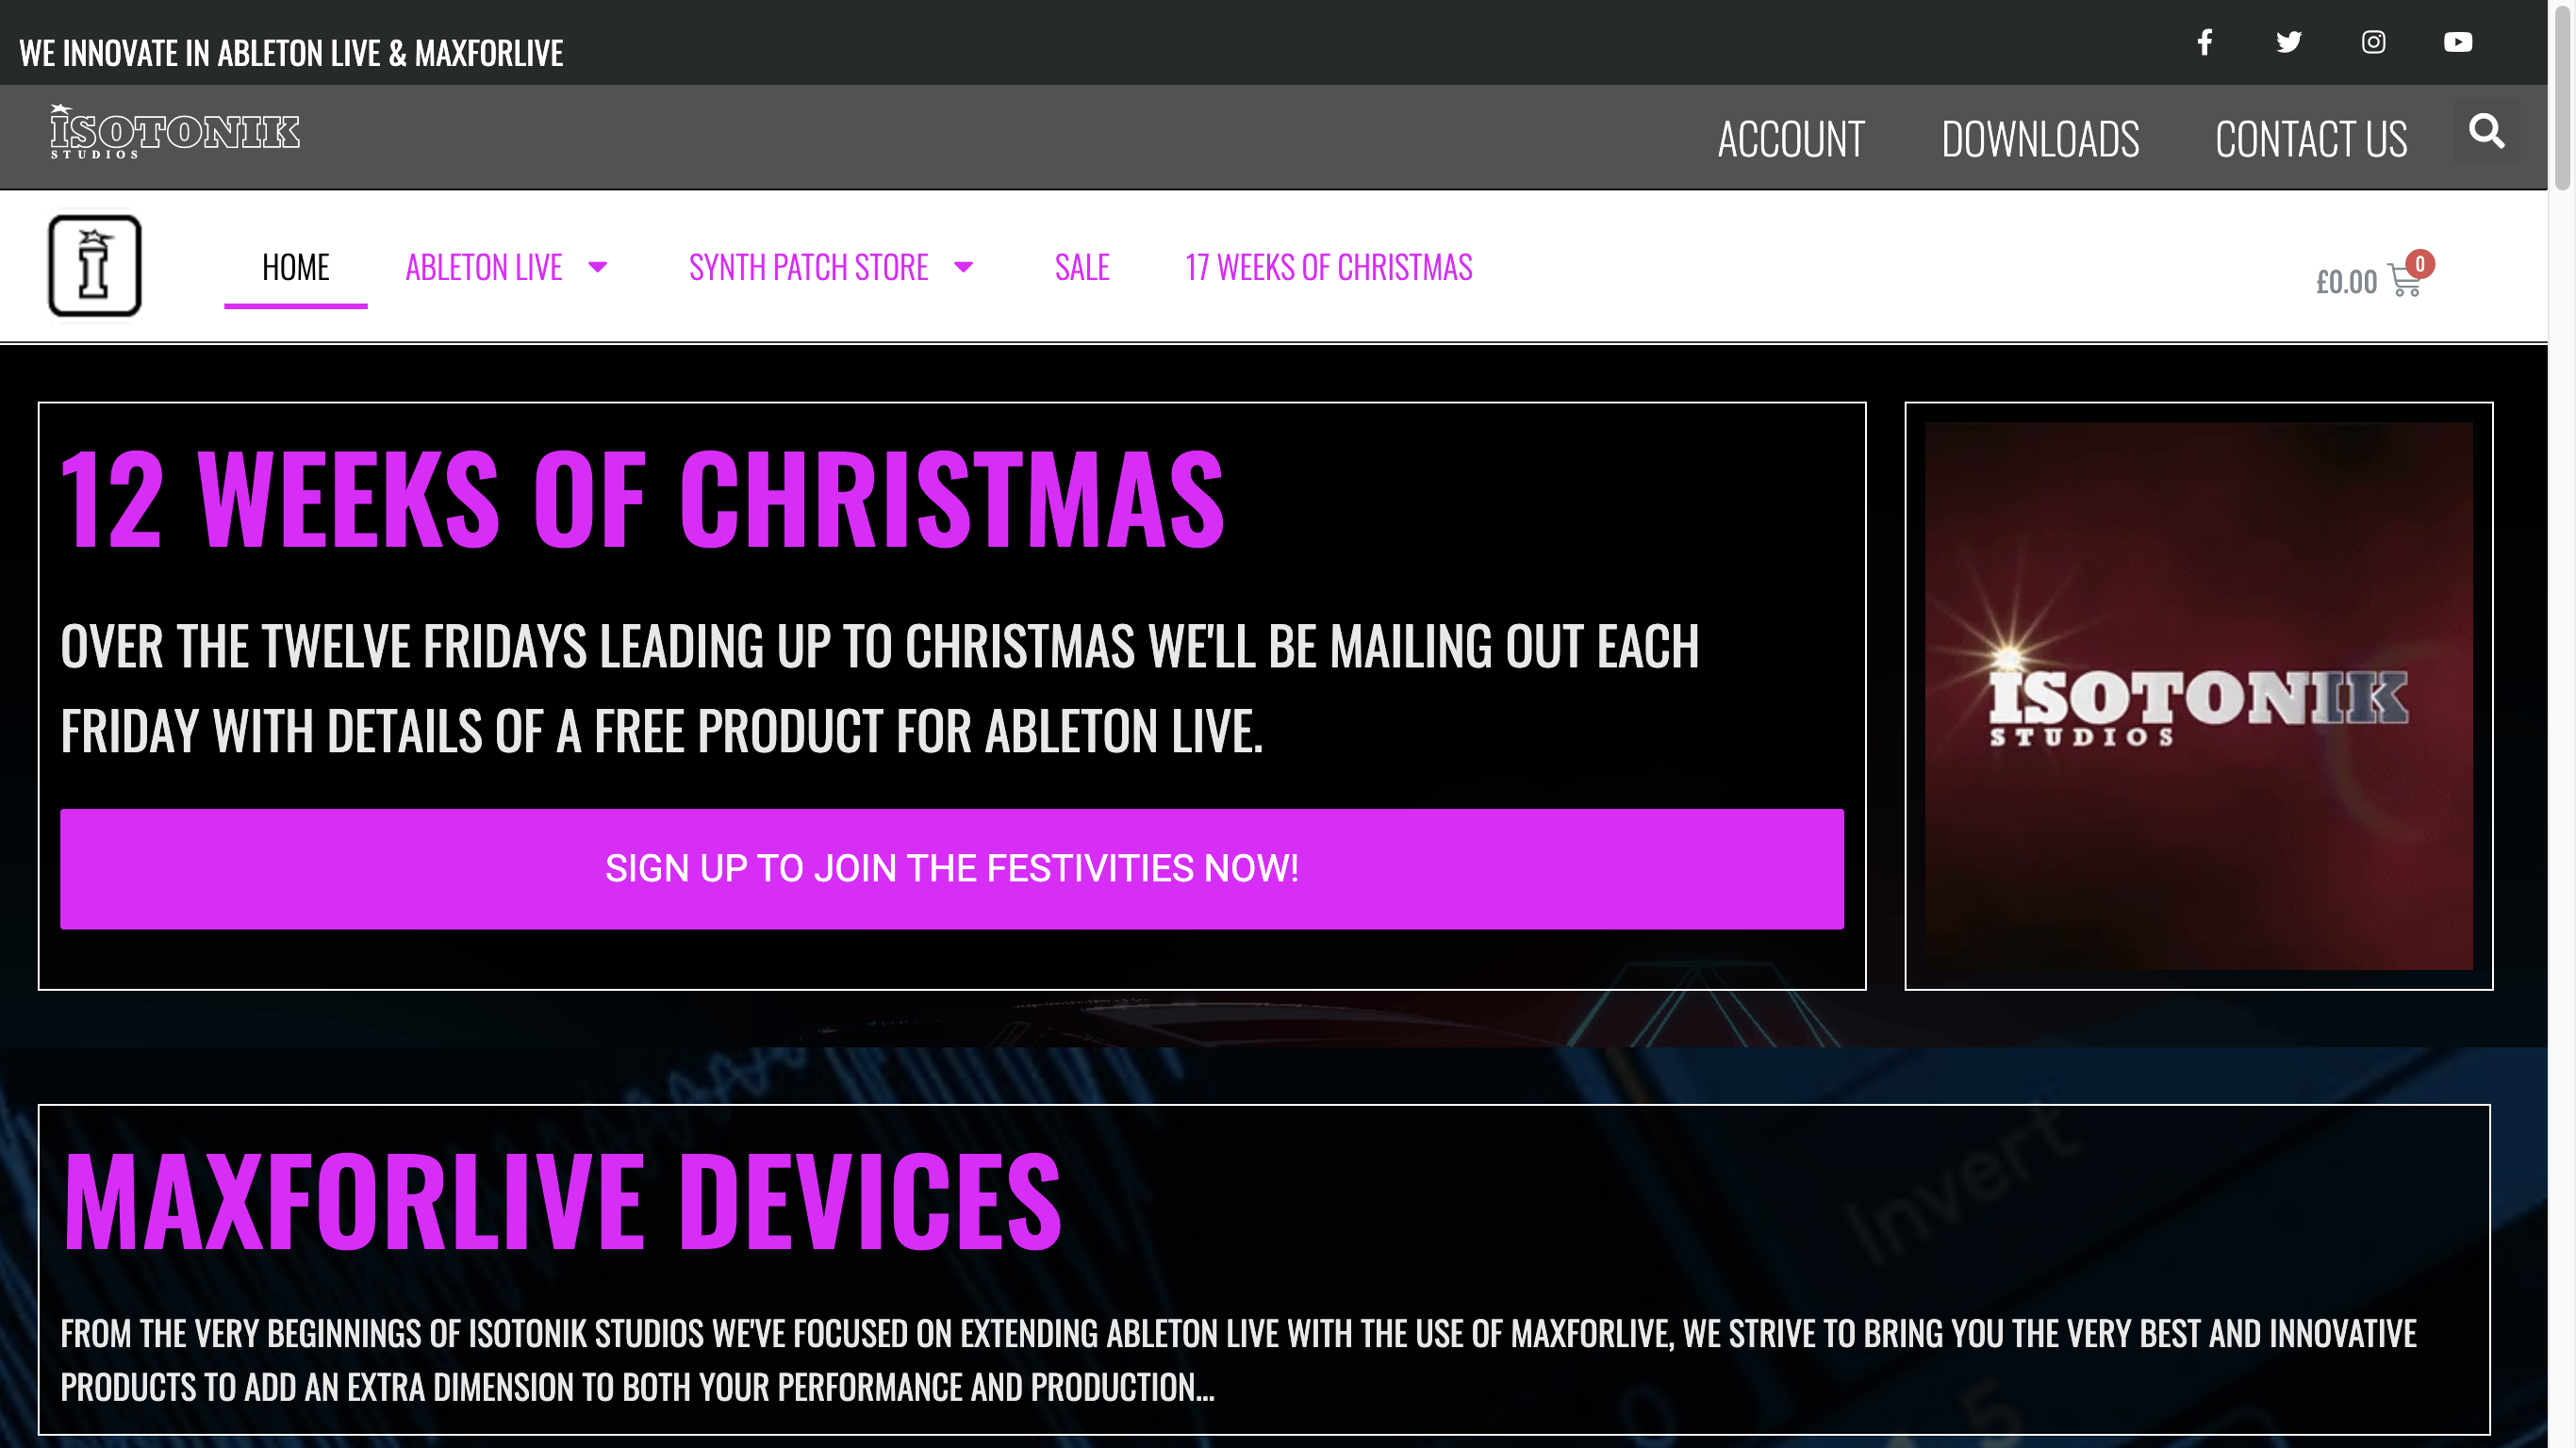 WE INNOVATE IN ABLETON LIVE & MAXFORLIVE
ISOTONIK
STUDIOS
ACCOUNT DOWNLOADS CONTACT US
HOME ABLETON LIVE SYNTH PATCH STORE SALE 17 WEEKS OF CHRISTMAS
£0.00 0
12 WEEKS OF CHRISTMAS
OVER THE TWELVE FRIDAYS LEADING UP TO CHRISTMAS WE'LL BE MAILING OUT EACH
FRIDAY WITH DETAILS OF A FREE PRODUCT FOR ABLETON LIVE.
SIGN UP TO JOIN THE FESTIVITIES NOW!
ISOTONIK
STUDIOS
MAXFORLIVE DEVICES
Invert
FROM THE VERY BEGINNINGS OF ISOTONIK STUDIOS WE'VE FOCUSED ON EXTENDING ABLETON LIVE WITH THE USE OF MAXFORLIVE, WE STRIVE TO BRING YOU THE VERY BEST AND INNOVATIVE
PRODUCTS TO ADD AN EXTRA DIMENSION TO BOTH YOUR PERFORMANCE AND PRODUCTION...